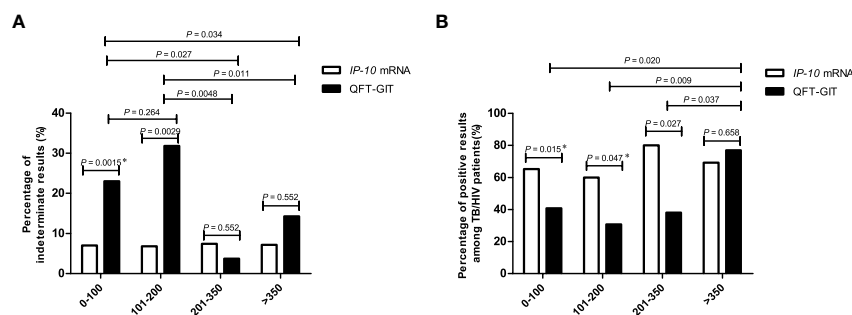 A
P = 0.034
P = 0.027
P = 0.011
P = 0.0048
IP-10 mRNA
QFT-GIT
P = 0.264
P = 0.0029
P = 0.0015*
P = 0.552
P = 0.552
Percentage of
indeterminate results (%)
40
30
20
10
0
0-100
101-200
201-350
>350
B
P = 0.020
P = 0.009
P = 0.037
IP-10 mRNA
QFT-GIT
P = 0.015*
P = 0.047*
P = 0.027
P = 0.658
Percentage of positive results
among TB/HIV patients(%)
100
80
60
40
20
0
0-100
101-200
201-350
>350